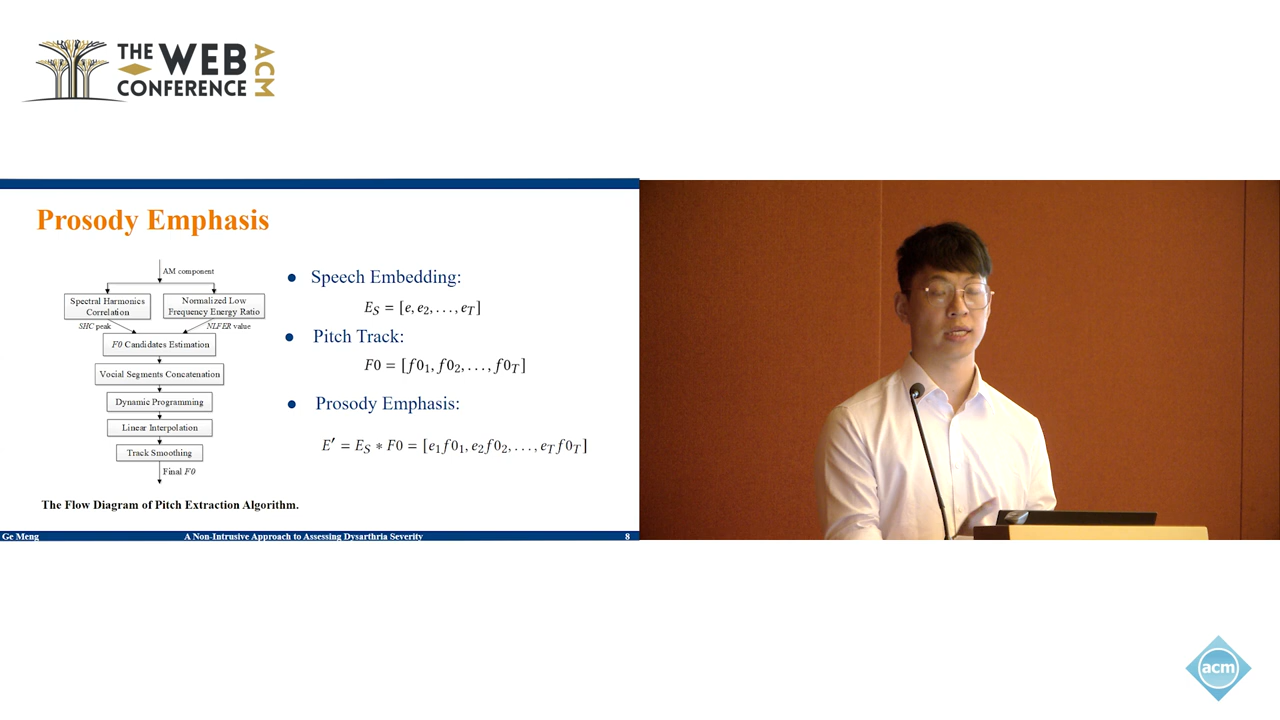 THE WEB
CONFERENCE
ACM
Prosody Emphasis
AM component
Spectral Harmonics
Correlation
Normalized Low
Frequency Energy Ratio
SHC peak
NLFER value
F0 Candidates Estimation
Vocial Segments Concatenation
Dynamic Programming
Linear Interpolation
Track Smoothing
Final F0
The Flow Diagram of Pitch Extraction Algorithm.
● Speech Embedding:
E_S = [e, e_2, . . . , e_T]
● Pitch Track:
F0 = [f0_1, f0_2, . . . , f0_T]
● Prosody Emphasis:
E′ = E_S ∗ F0 = [e_1f0_1, e_2f0_2, . . . , e_Tf0_T]
Ge Meng
A Non-Intrusive Approach to Assessing Dysarthria Severity
8
acm